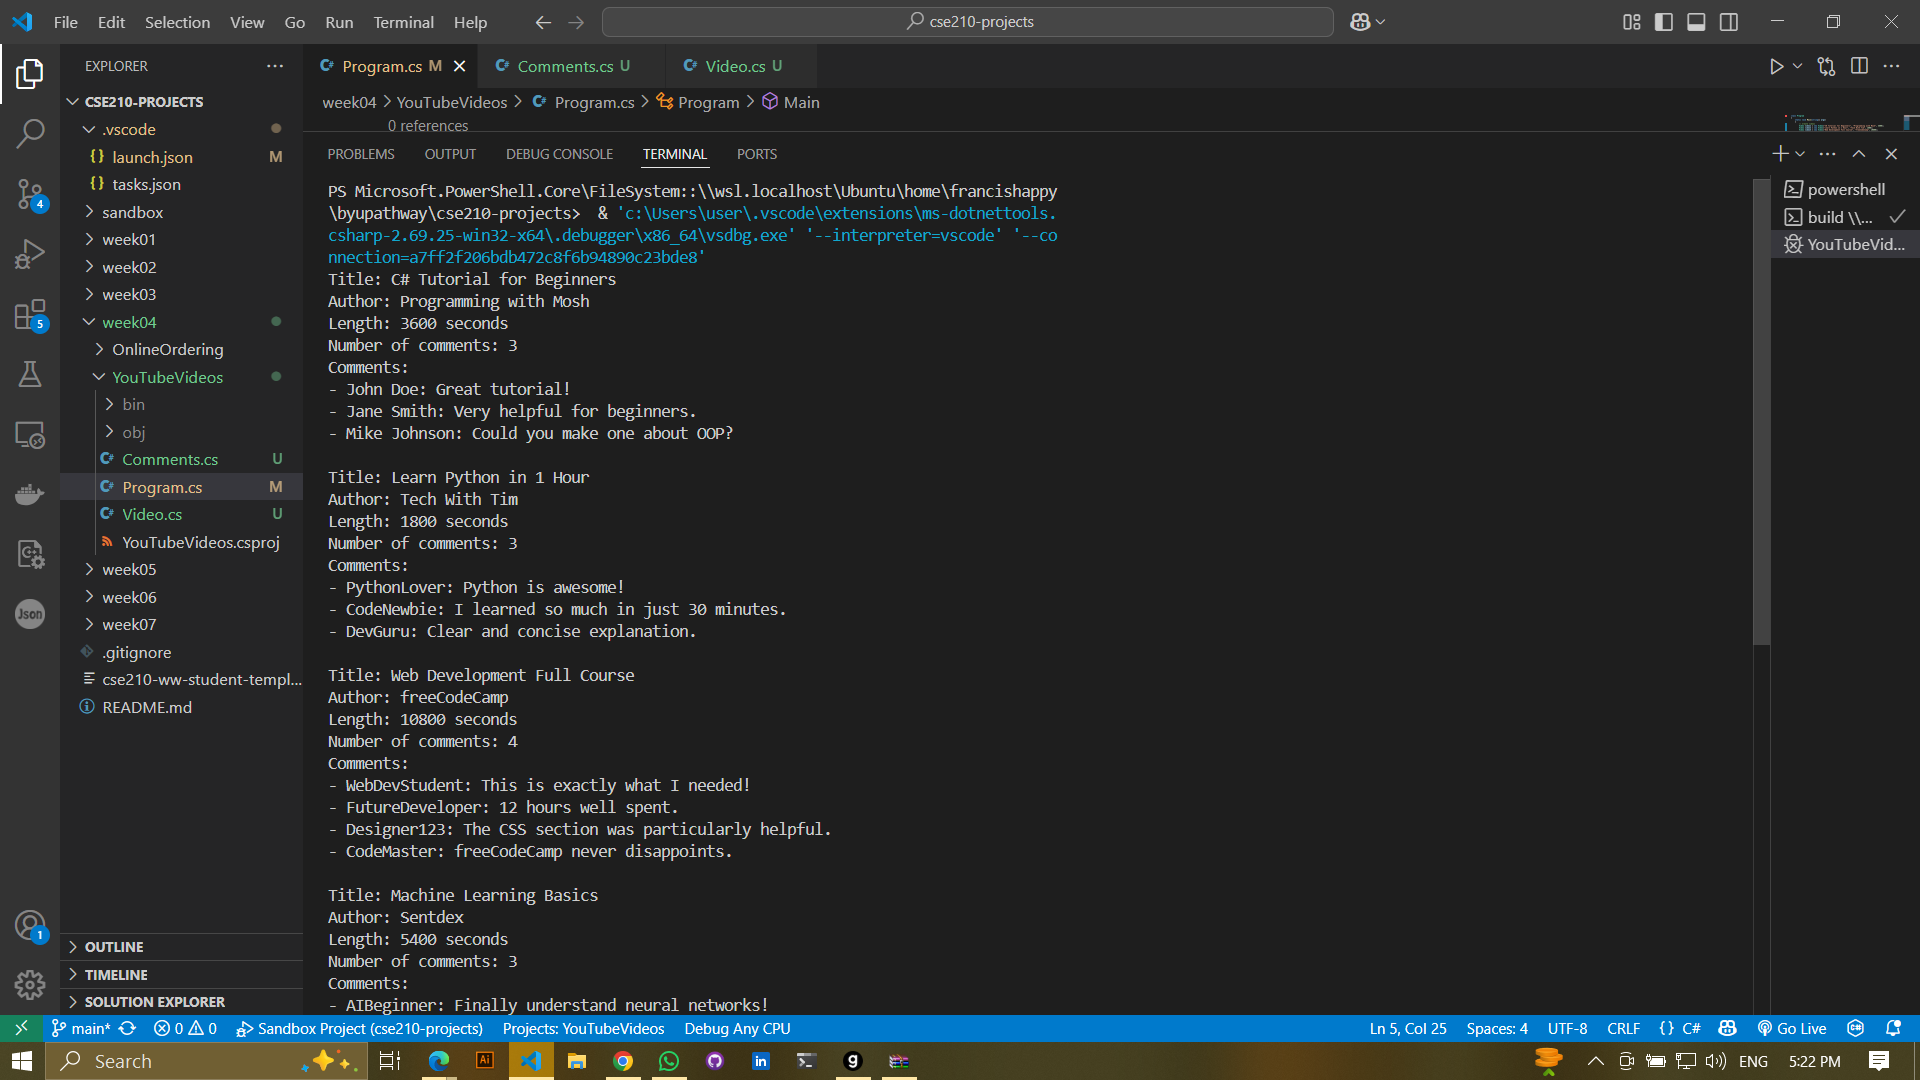 File Edit Selection View Go Run Terminal Help
cse210-projects
EXPLORER
CSE210-PROJECTS
.vscode
{} launch.json M
{} tasks.json
sandbox
week01
week02
week03
week04
OnlineOrdering
YouTubeVideos
bin
obj
C# Comments.cs U
C# Program.cs M
C# Video.cs U
YouTubeVideos.csproj
week05
week06
week07
.gitignore
cse210-ww-student-templ...
README.md
OUTLINE
TIMELINE
SOLUTION EXPLORER
4
5
Json
1
C# Program.cs M
C# Comments.cs U
C# Video.cs U
week04 > YouTubeVideos > C# Program.cs > Program > Main
0 references
PROBLEMS OUTPUT DEBUG CONSOLE TERMINAL PORTS
PS Microsoft.PowerShell.Core\FileSystem::\\wsl.localhost\Ubuntu\home\francishappy
\byupathway\cse210-projects>  & 'c:\Users\user\.vscode\extensions\ms-dotnettools.
csharp-2.69.25-win32-x64\.debugger\x86_64\vsdbg.exe' '--interpreter=vscode' '--co
nnection=a7ff2f206bdb472c8f6b94890c23bde8'
Title: C# Tutorial for Beginners
Author: Programming with Mosh
Length: 3600 seconds
Number of comments: 3
Comments:
- John Doe: Great tutorial!
- Jane Smith: Very helpful for beginners.
- Mike Johnson: Could you make one about OOP?
Title: Learn Python in 1 Hour
Author: Tech With Tim
Length: 1800 seconds
Number of comments: 3
Comments:
- PythonLover: Python is awesome!
- CodeNewbie: I learned so much in just 30 minutes.
- DevGuru: Clear and concise explanation.
Title: Web Development Full Course
Author: freeCodeCamp
Length: 10800 seconds
Number of comments: 4
Comments:
- WebDevStudent: This is exactly what I needed!
- FutureDeveloper: 12 hours well spent.
- Designer123: The CSS section was particularly helpful.
- CodeMaster: freeCodeCamp never disappoints.
Title: Machine Learning Basics
Author: Sentdex
Length: 5400 seconds
Number of comments: 3
Comments:
- AIBeginner: Finally understand neural networks!
powershell
build \\...
YouTubeVid...
main* 0 0 Sandbox Project (cse210-projects) Projects: YouTubeVideos Debug Any CPU
Ln 5, Col 25 Spaces: 4 UTF-8 CRLF {} C# Go Live
Search
Ai
in
g
ENG 5:22 PM